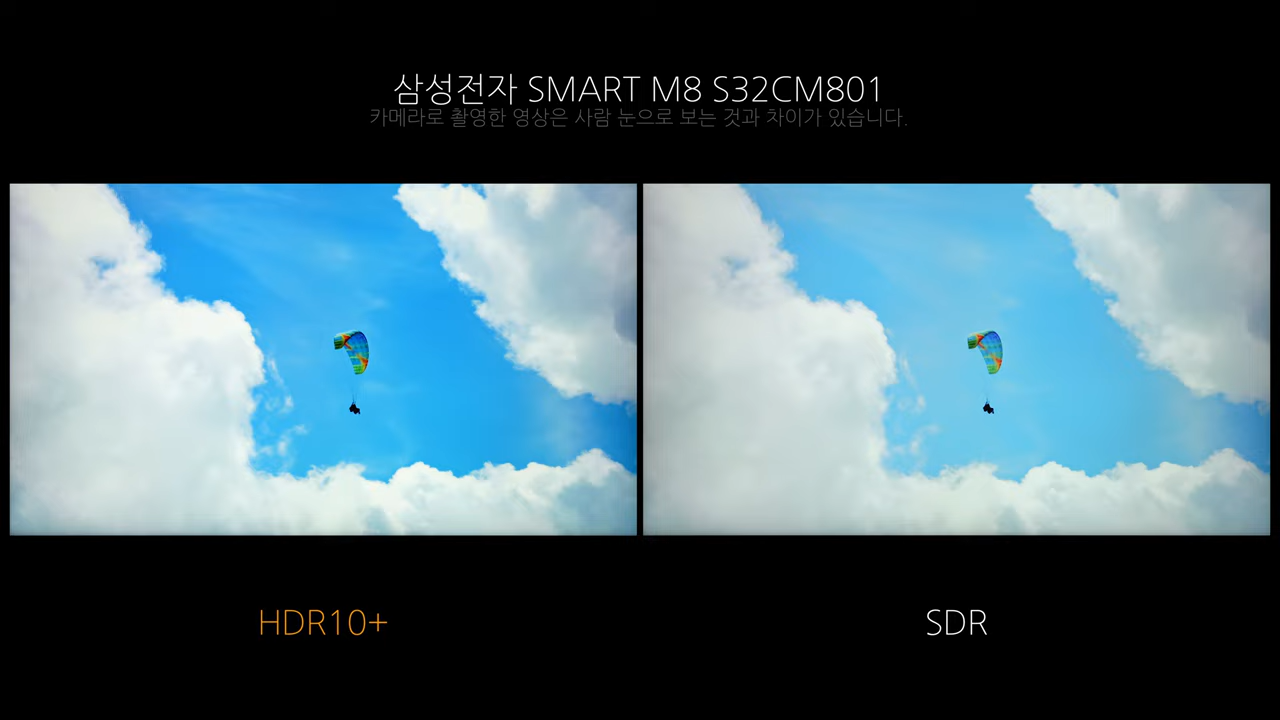 삼성전자 SMART M8 S32CM801
카메라로 촬영한 영상은 사람 눈으로 보는 것과 차이가 있습니다.
HDR10+
SDR